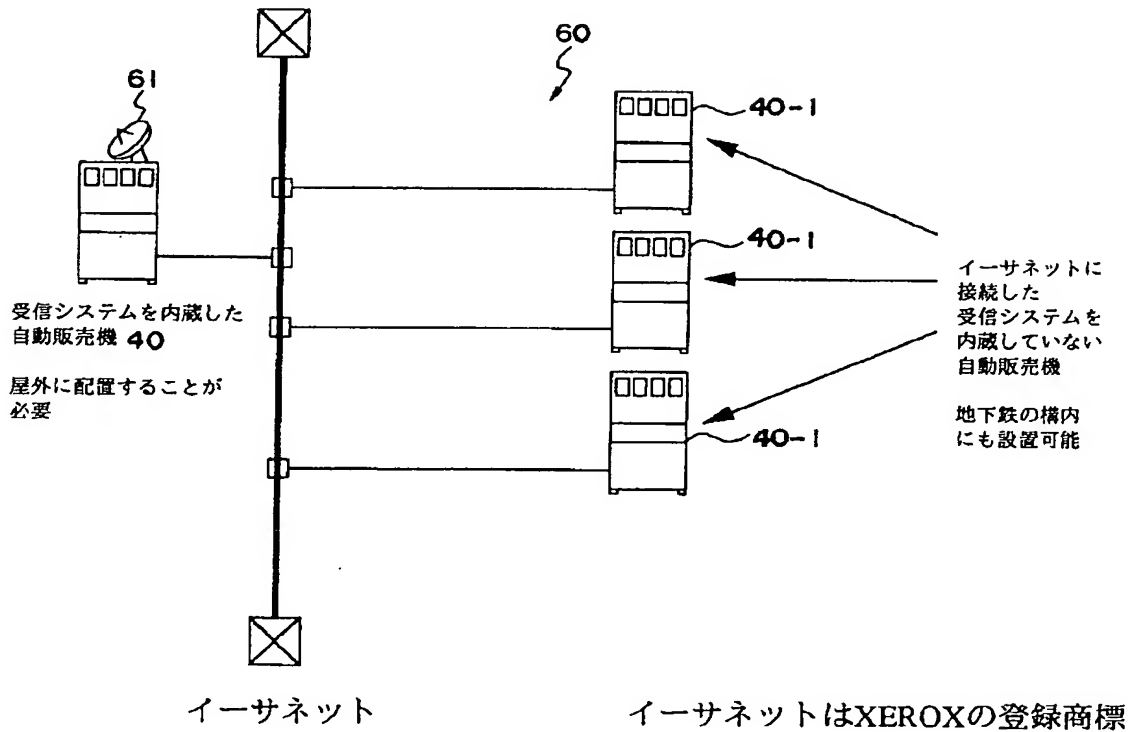 60
61
40-1
40-1
40-1
受信システムを内蔵した
自動販売機 40
屋外に配置することが
必要
イーサネットに
接続した
受信システムを
内蔵していない
自動販売機
地下鉄の構内
にも設置可能
イーサネット
イーサネットはXEROXの登録商標